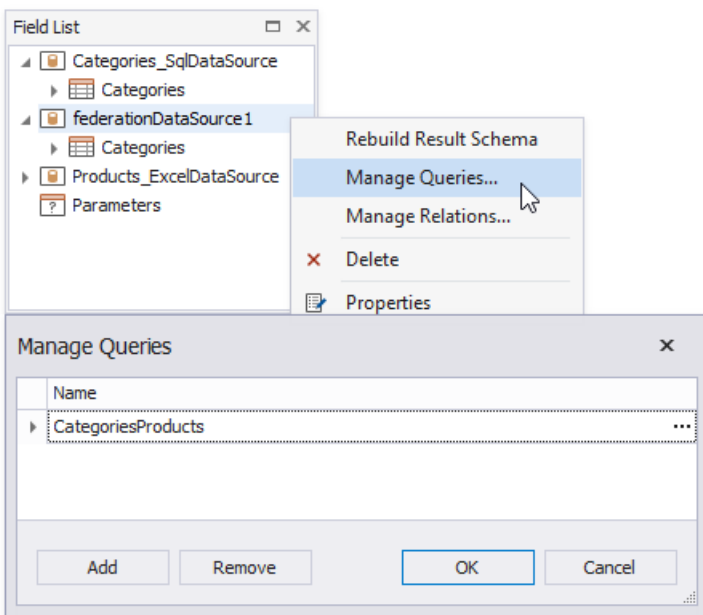 Field List
Categories_SqlDataSource
Categories
federationDataSource1
Categories
Products_ExcelDataSource
? Parameters
Rebuild Result Schema
Manage Queries...
Manage Relations...
Delete
Properties
Manage Queries
Name
CategoriesProducts
...
Add Remove OK Cancel